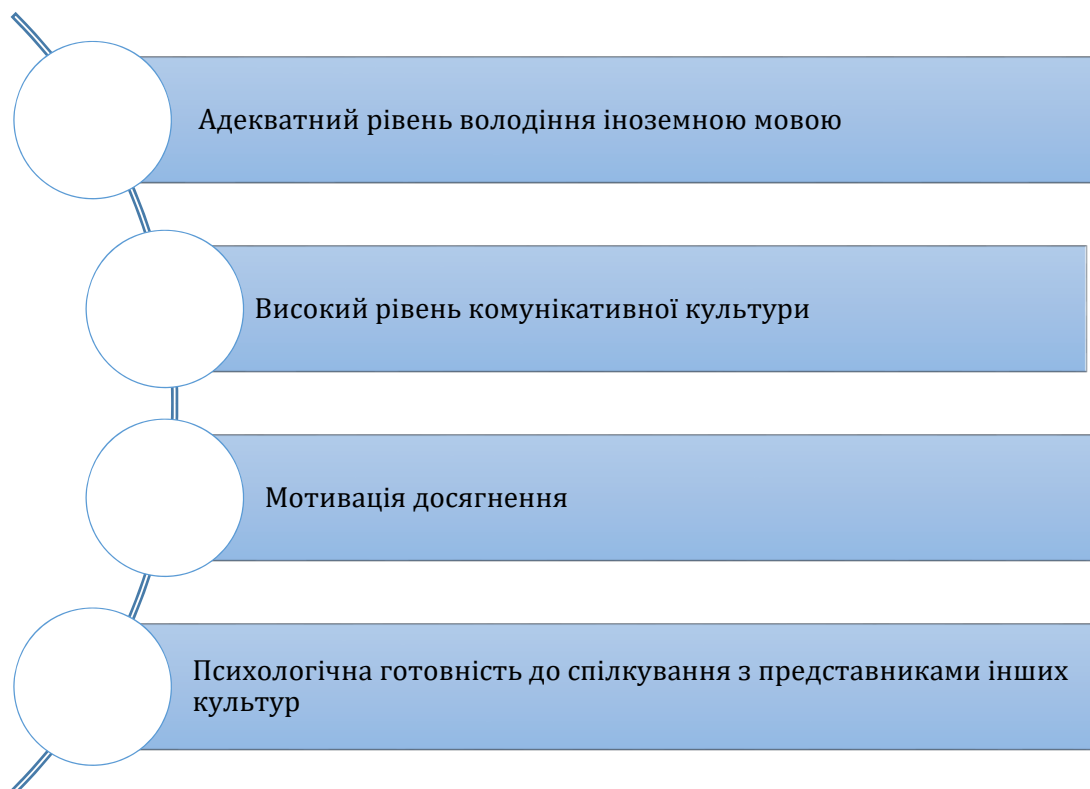 Адекватний рівень володіння іноземною мовою
Високий рівень комунікативної культури
Мотивація досягнення
Психологічна готовність до спілкування з представниками інших
культур